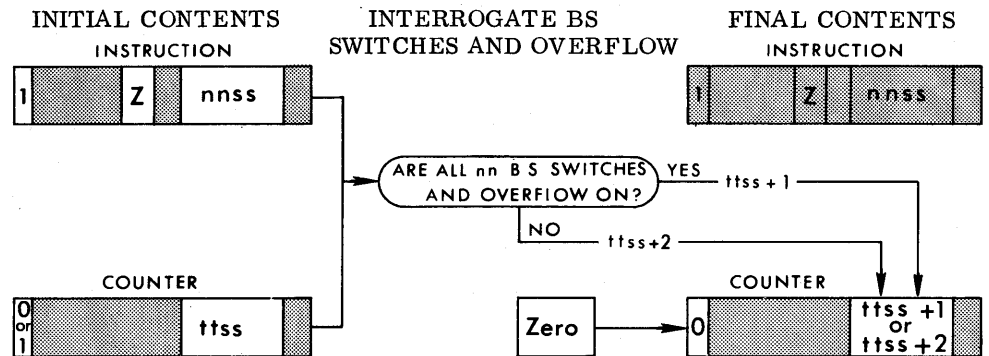 INITIAL CONTENTS
INTERROGATE BS
SWITCHES AND OVERFLOW
FINAL CONTENTS
INSTRUCTION
INSTRUCTION
1
Z
nnss
1
Z
nnss
ARE ALL nn BS SWITCHES
AND OVERFLOW ON?
YES
ttss + 1
NO
ttss+2
COUNTER
COUNTER
0
or
1
ttss
Zero
0
ttss +1
or
ttss +2